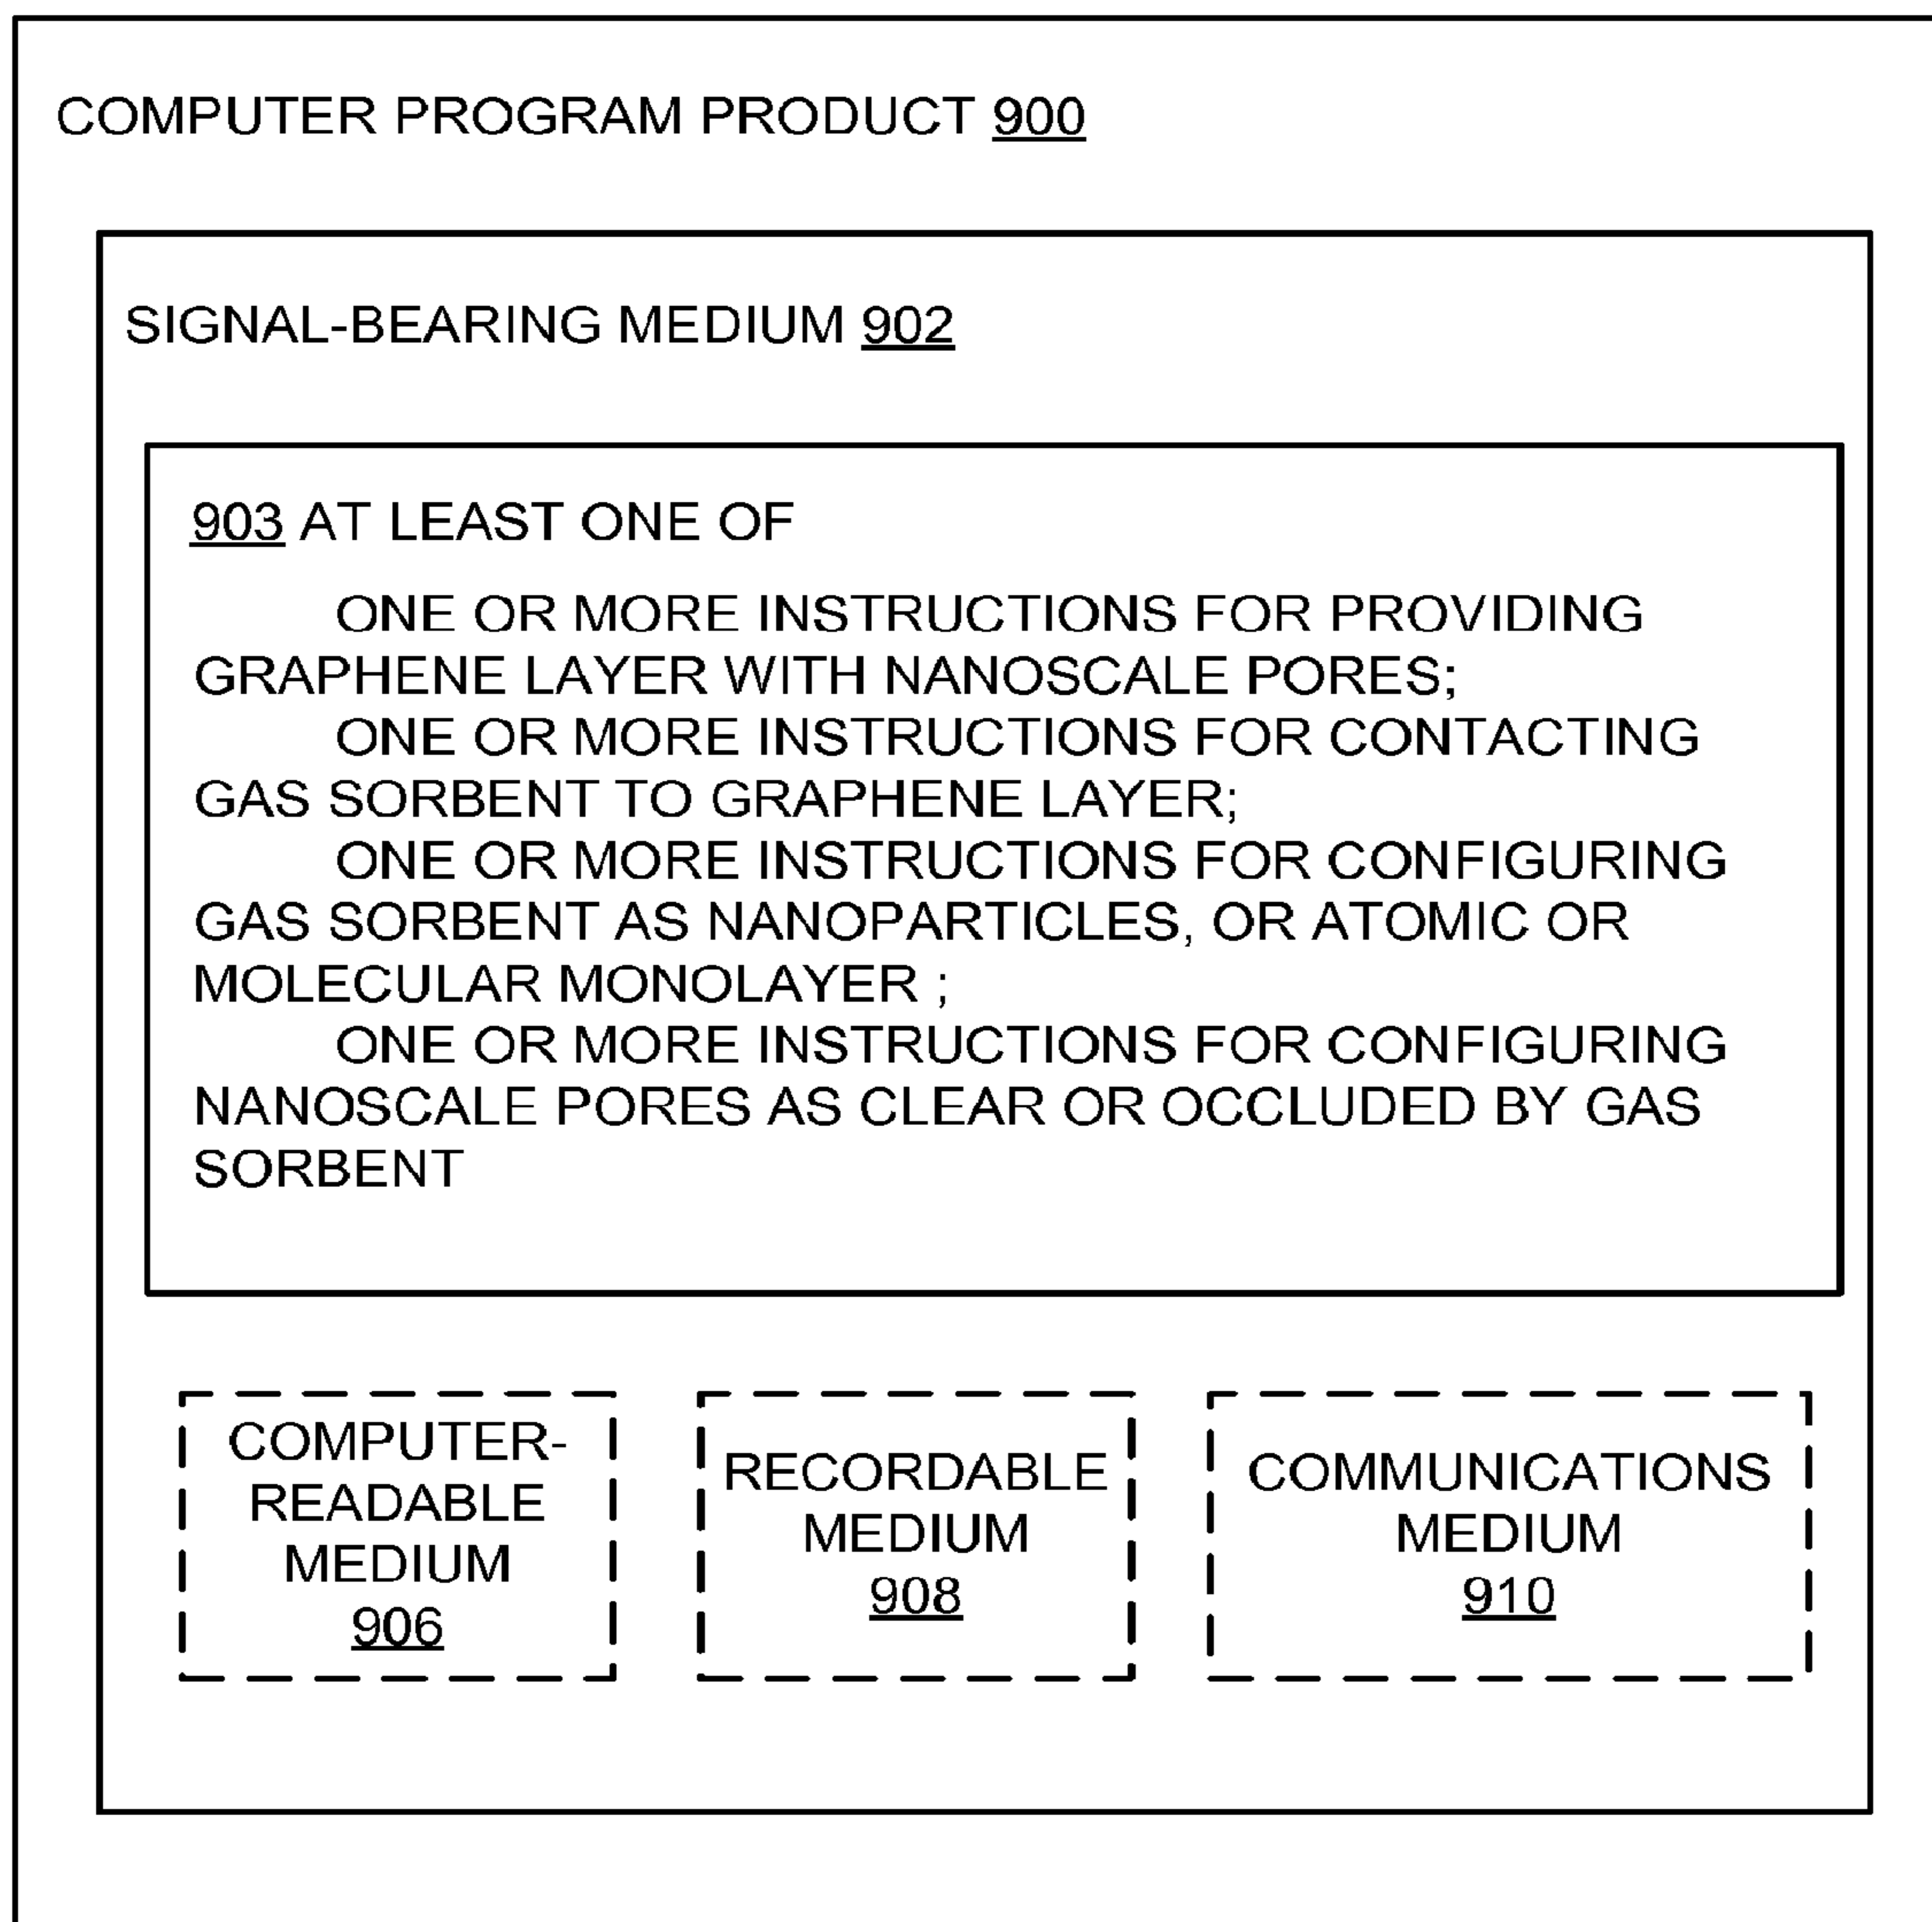 COMPUTER PROGRAM PRODUCT 900
SIGNAL-BEARING MEDIUM 902
903 AT LEAST ONE OF
ONE OR MORE INSTRUCTIONS FOR PROVIDING
GRAPHENE LAYER WITH NANOSCALE PORES;
ONE OR MORE INSTRUCTIONS FOR CONTACTING
GAS SORBENT TO GRAPHENE LAYER;
ONE OR MORE INSTRUCTIONS FOR CONFIGURING
GAS SORBENT AS NANOPARTICLES, OR ATOMIC OR
MOLECULAR MONOLAYER ;
ONE OR MORE INSTRUCTIONS FOR CONFIGURING
NANOSCALE PORES AS CLEAR OR OCCLUDED BY GAS
SORBENT
COMPUTER-
READABLE
MEDIUM
906
RECORDABLE
MEDIUM
908
COMMUNICATIONS
MEDIUM
910